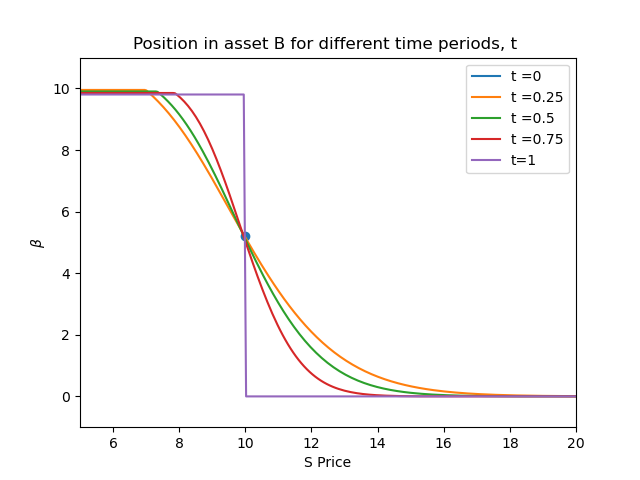 Position in asset B for different time periods, t
t =0
t =0.25
t =0.5
t =0.75
t=1
10
8
6
4
2
0
β
6
8
10
12
14
16
18
20
S Price